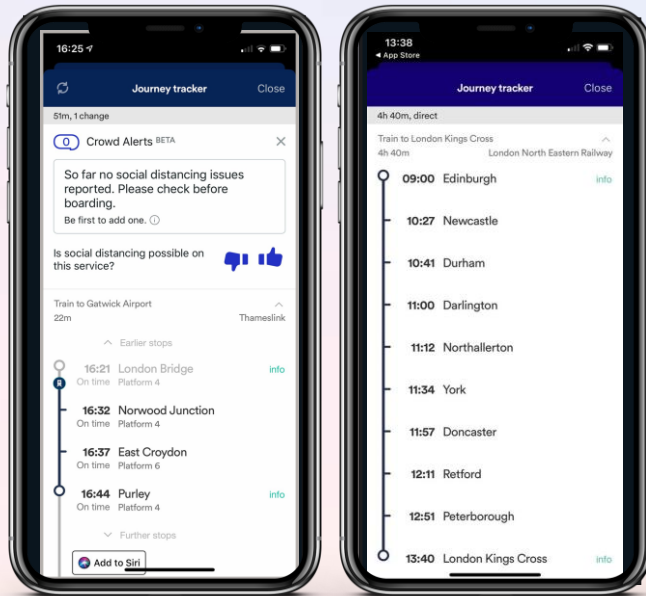 16:25
Journey tracker
Close
51m, 1 change
0 Crowd Alerts BETA
So far no social distancing issues
reported. Please check before
boarding.
Be first to add one.
Is social distancing possible on
this service?
Train to Gatwick Airport
22m Thameslink
Earlier stops
16:21 London Bridge info
On time Platform 4
16:32 Norwood Junction
On time Platform 4
16:37 East Croydon
On time Platform 6
16:44 Purley info
On time Platform 4
Further stops
Add to Siri
13:38
App Store
Journey tracker
Close
4h 40m, direct
Train to London Kings Cross
4h 40m London North Eastern Railway
09:00 Edinburgh info
10:27 Newcastle
10:41 Durham
11:00 Darlington
11:12 Northallerton
11:34 York
11:57 Doncaster
12:11 Retford
12:51 Peterborough
13:40 London Kings Cross info